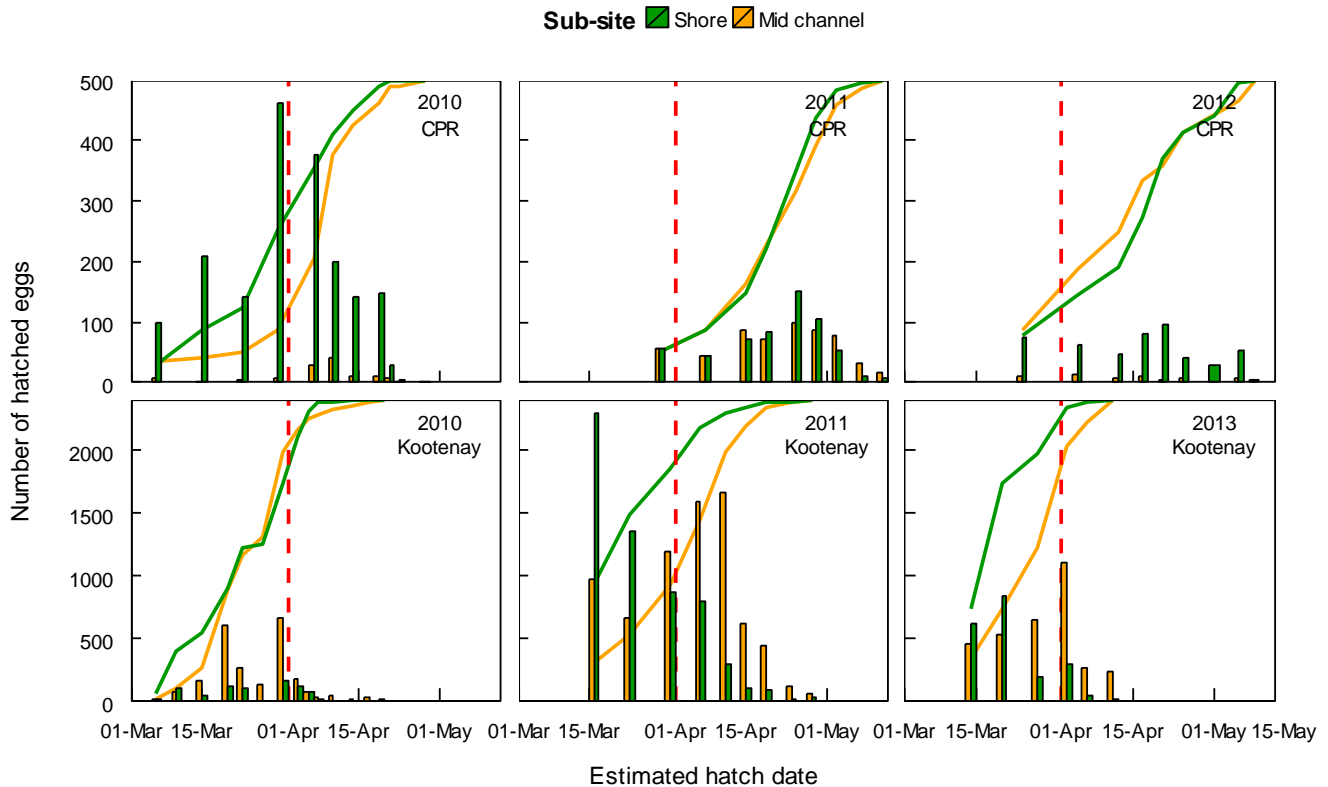 Sub-site Shore Mid channel
Number of hatched eggs
500
400
300
200
100
0
2010
CPR
2011
CPR
2012
CPR
2000
1500
1000
500
0
2010
Kootenay
2011
Kootenay
2013
Kootenay
01-Mar 15-Mar 01-Apr 15-Apr 01-May 15-Mar 01-Apr 15-Apr 01-May 01-Mar 15-Mar 01-Apr 15-Apr 01-May 15-May
Estimated hatch date